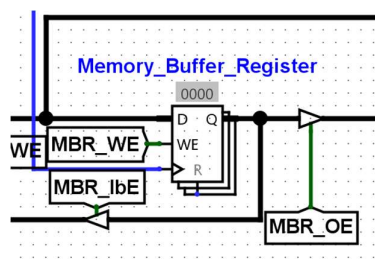 Memory_Buffer_Register
0000
D Q
WE
MBR_WE
WE
R
MBR_IbE
MBR_OE